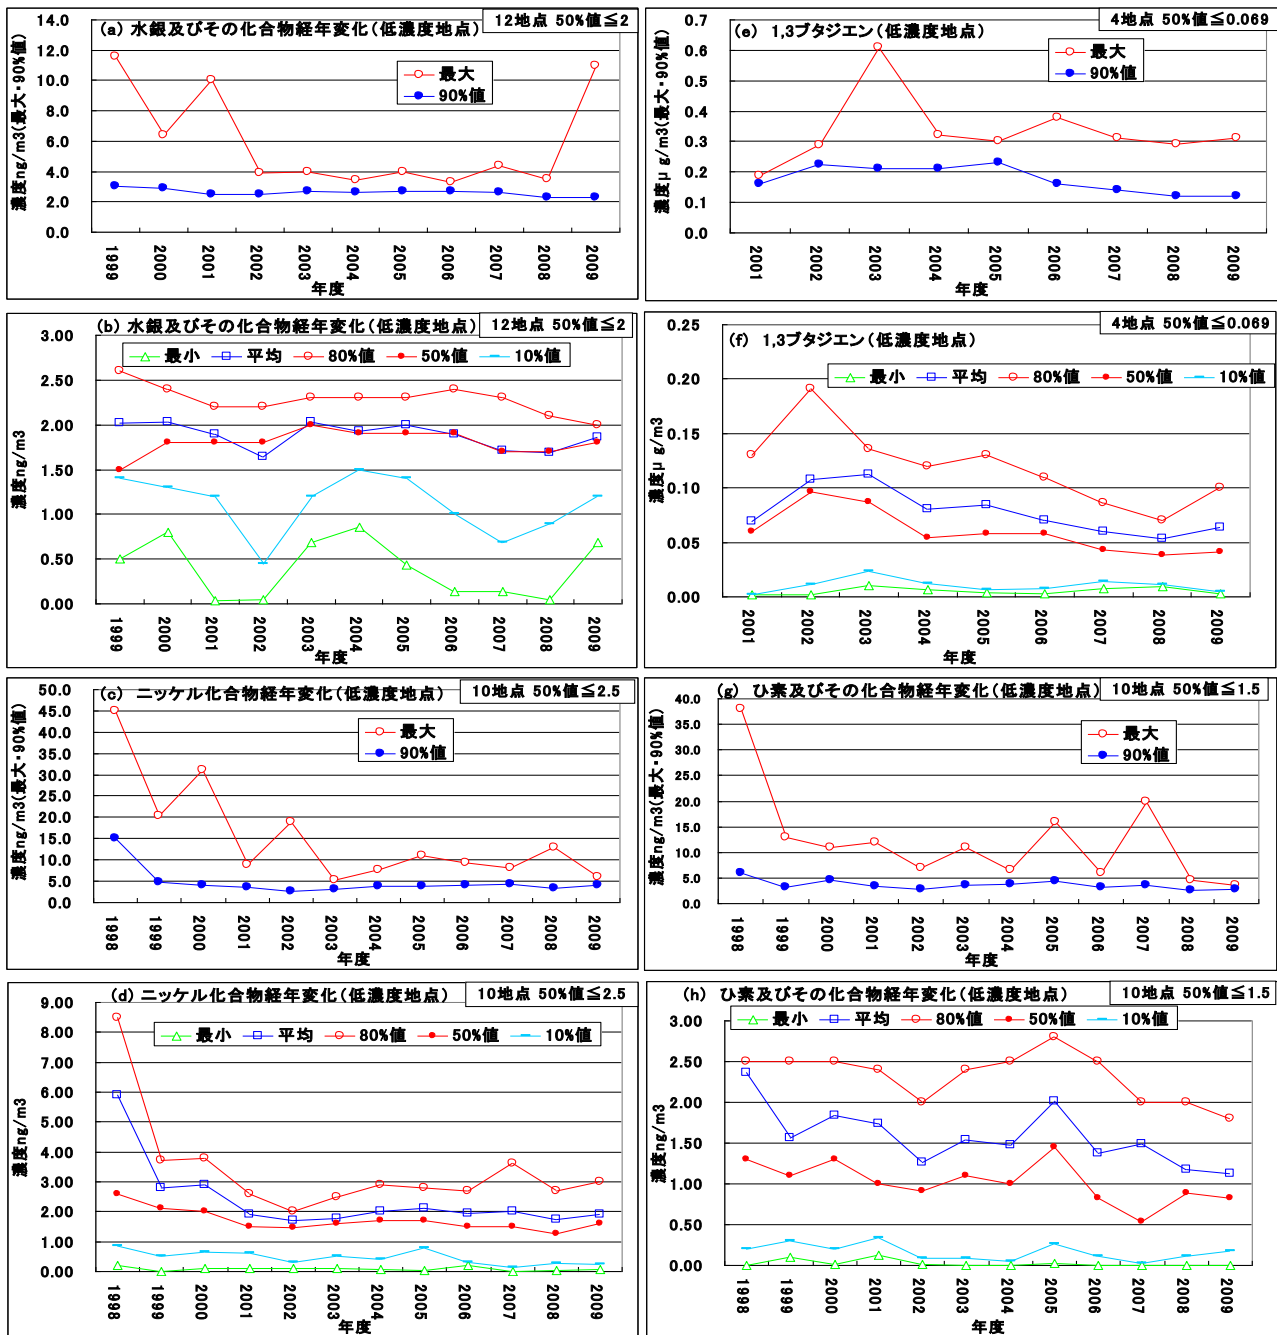 (a) 水銀及びその化合物経年変化(低濃度地点)
12地点 50%値≦2
最大
90%値
濃度ng/m3(最大・90%値)
14.0
12.0
10.0
8.0
6.0
4.0
2.0
0.0
1999 2000 2001 2002 2003 2004 2005 2006 2007 2008 2009
年度
(e) 1,3ブタジエン(低濃度地点)
4地点 50%値≦0.069
最大
90%値
濃度μg/m3(最大・90%値)
0.7
0.6
0.5
0.4
0.3
0.2
0.1
0.0
2001 2002 2003 2004 2005 2006 2007 2008 2009
年度
(b) 水銀及びその化合物経年変化(低濃度地点)
12地点 50%値≦2
最小 平均 80%値 50%値 10%値
濃度ng/m3
3.00
2.50
2.00
1.50
1.00
0.50
0.00
1999 2000 2001 2002 2003 2004 2005 2006 2007 2008 2009
年度
(f) 1,3ブタジエン(低濃度地点)
4地点 50%値≦0.069
最小 平均 80%値 50%値 10%値
濃度μg/m3
0.25
0.20
0.15
0.10
0.05
0.00
2001 2002 2003 2004 2005 2006 2007 2008 2009
年度
(c) ニッケル化合物経年変化(低濃度地点)
10地点 50%値≦2.5
最大
90%値
濃度ng/m3(最大・90%値)
50.0
45.0
40.0
35.0
30.0
25.0
20.0
15.0
10.0
5.0
0.0
1998 1999 2000 2001 2002 2003 2004 2005 2006 2007 2008 2009
年度
(g) ひ素及びその化合物経年変化(低濃度地点)
10地点 50%値≦1.5
最大
90%値
濃度ng/m3(最大・90%値)
40.0
35.0
30.0
25.0
20.0
15.0
10.0
5.0
0.0
1998 1999 2000 2001 2002 2003 2004 2005 2006 2007 2008 2009
年度
(d) ニッケル化合物経年変化(低濃度地点)
10地点 50%値≦2.5
最小 平均 80%値 50%値 10%値
濃度ng/m3
9.00
8.00
7.00
6.00
5.00
4.00
3.00
2.00
1.00
0.00
1998 1999 2000 2001 2002 2003 2004 2005 2006 2007 2008 2009
年度
(h) ひ素及びその化合物経年変化(低濃度地点)
10地点 50%値≦1.5
最小 平均 80%値 50%値 10%値
濃度ng/m3
3.00
2.50
2.00
1.50
1.00
0.50
0.00
1998 1999 2000 2001 2002 2003 2004 2005 2006 2007 2008 2009
年度